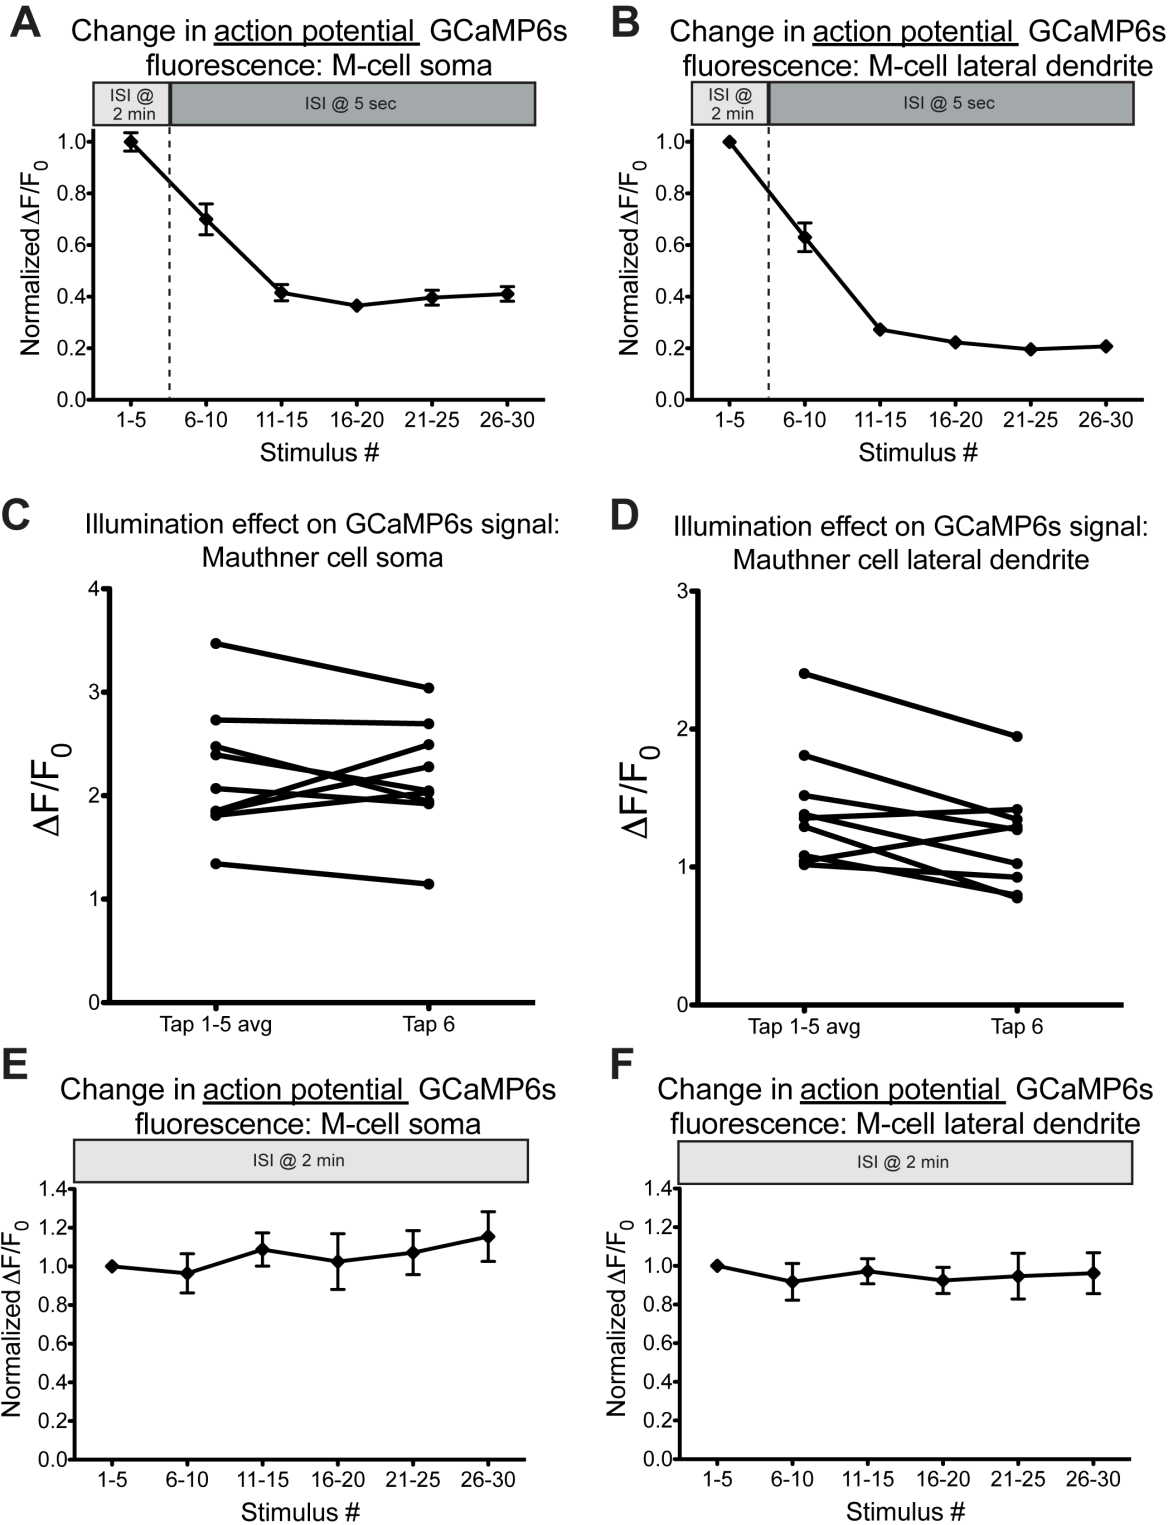 A
Change in action potential GCaMP6s
fluorescence: M-cell soma
ISI @
2 min
ISI @ 5 sec
Normalized ΔF/F0
1.0
0.8
0.6
0.4
0.2
0.0
1-5
6-10
11-15
16-20
21-25
26-30
Stimulus #
B
Change in action potential GCaMP6s
fluorescence: M-cell lateral dendrite
ISI @
2 min
ISI @ 5 sec
Normalized ΔF/F0
1.0
0.8
0.6
0.4
0.2
0.0
1-5
6-10
11-15
16-20
21-25
26-30
Stimulus #
C
Illumination effect on GCaMP6s signal:
Mauthner cell soma
ΔF/F0
4
3
2
1
0
Tap 1-5 avg
Tap 6
D
Illumination effect on GCaMP6s signal:
Mauthner cell lateral dendrite
ΔF/F0
3
2
1
0
Tap 1-5 avg
Tap 6
E
Change in action potential GCaMP6s
fluorescence: M-cell soma
ISI @ 2 min
Normalized ΔF/F0
1.4
1.2
1.0
0.8
0.6
0.4
0.2
0.0
1-5
6-10
11-15
16-20
21-25
26-30
Stimulus #
F
Change in action potential GCaMP6s
fluorescence: M-cell lateral dendrite
ISI @ 2 min
Normalized ΔF/F0
1.4
1.2
1.0
0.8
0.6
0.4
0.2
0.0
1-5
6-10
11-15
16-20
21-25
26-30
Stimulus #